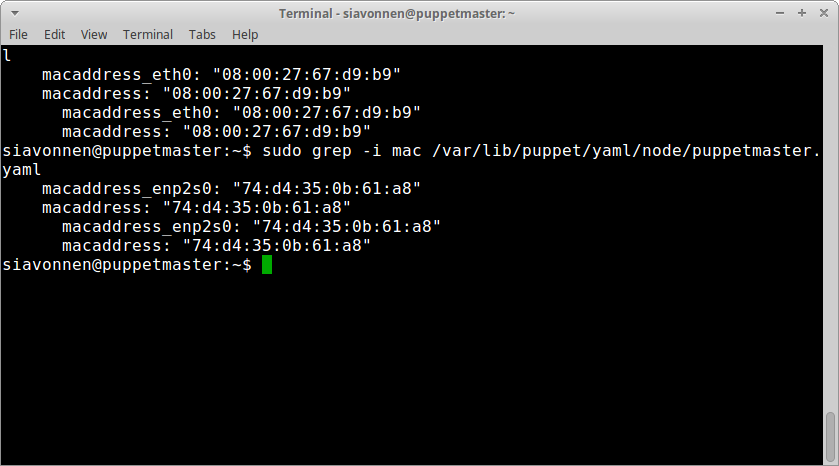 Terminal - siavonnen@puppetmaster: ~
File Edit View Terminal Tabs Help
l
    macaddress_eth0: "08:00:27:67:d9:b9"
    macaddress: "08:00:27:67:d9:b9"
      macaddress_eth0: "08:00:27:67:d9:b9"
      macaddress: "08:00:27:67:d9:b9"
siavonnen@puppetmaster:~$ sudo grep -i mac /var/lib/puppet/yaml/node/puppetmaster.
yaml
    macaddress_enp2s0: "74:d4:35:0b:61:a8"
    macaddress: "74:d4:35:0b:61:a8"
      macaddress_enp2s0: "74:d4:35:0b:61:a8"
      macaddress: "74:d4:35:0b:61:a8"
siavonnen@puppetmaster:~$